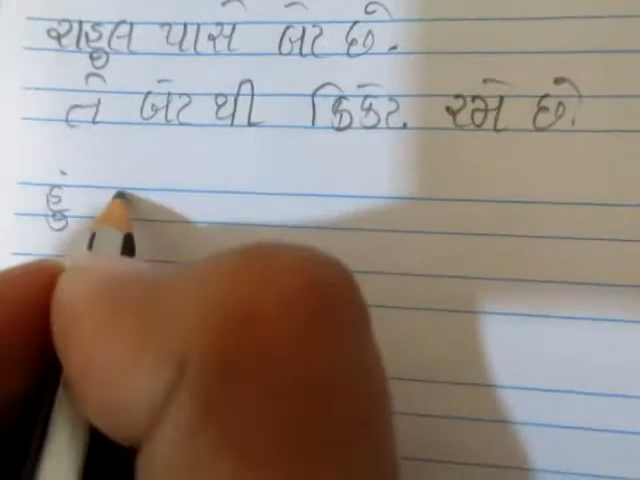 રાહુલ પાસે બેટ છે.
તે બેટ થી ક્રિકેટ રમે છે.
હું